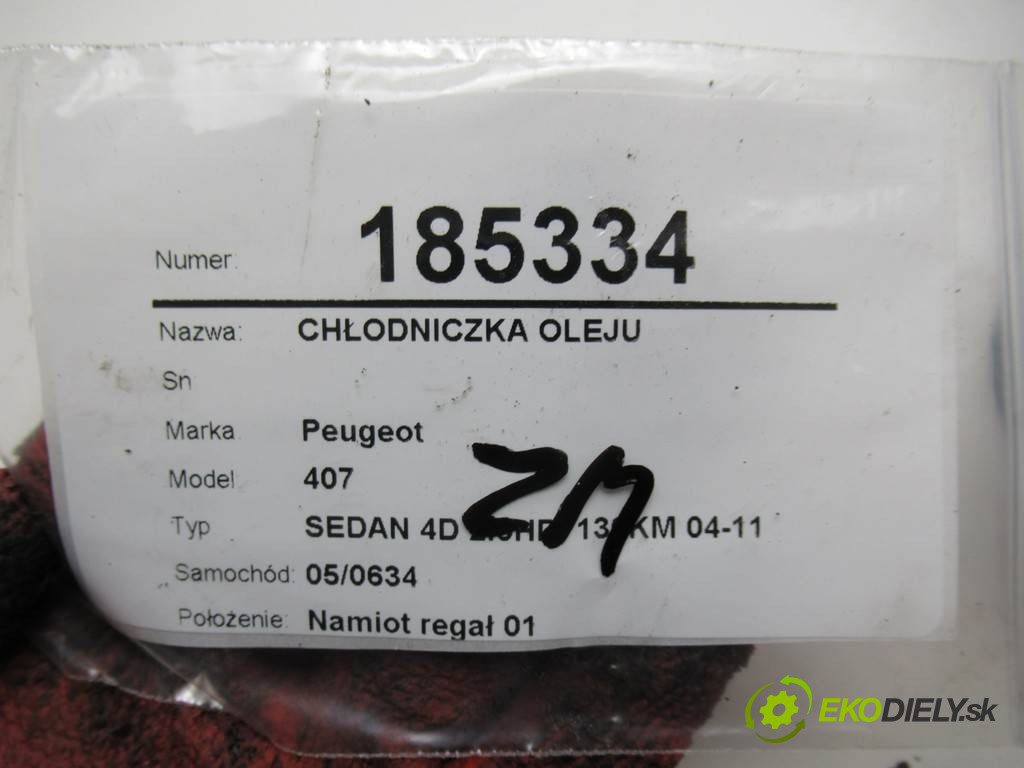 Numer: 185334
Nazwa: CHŁODNICZKA OLEJU
Sn
Marka Peugeot
Model 407
Typ SEDAN 4D KM 04-11
Samochód: 05/0634
Położenie: Namiot regał 01
ZM
EKODIELY.sk